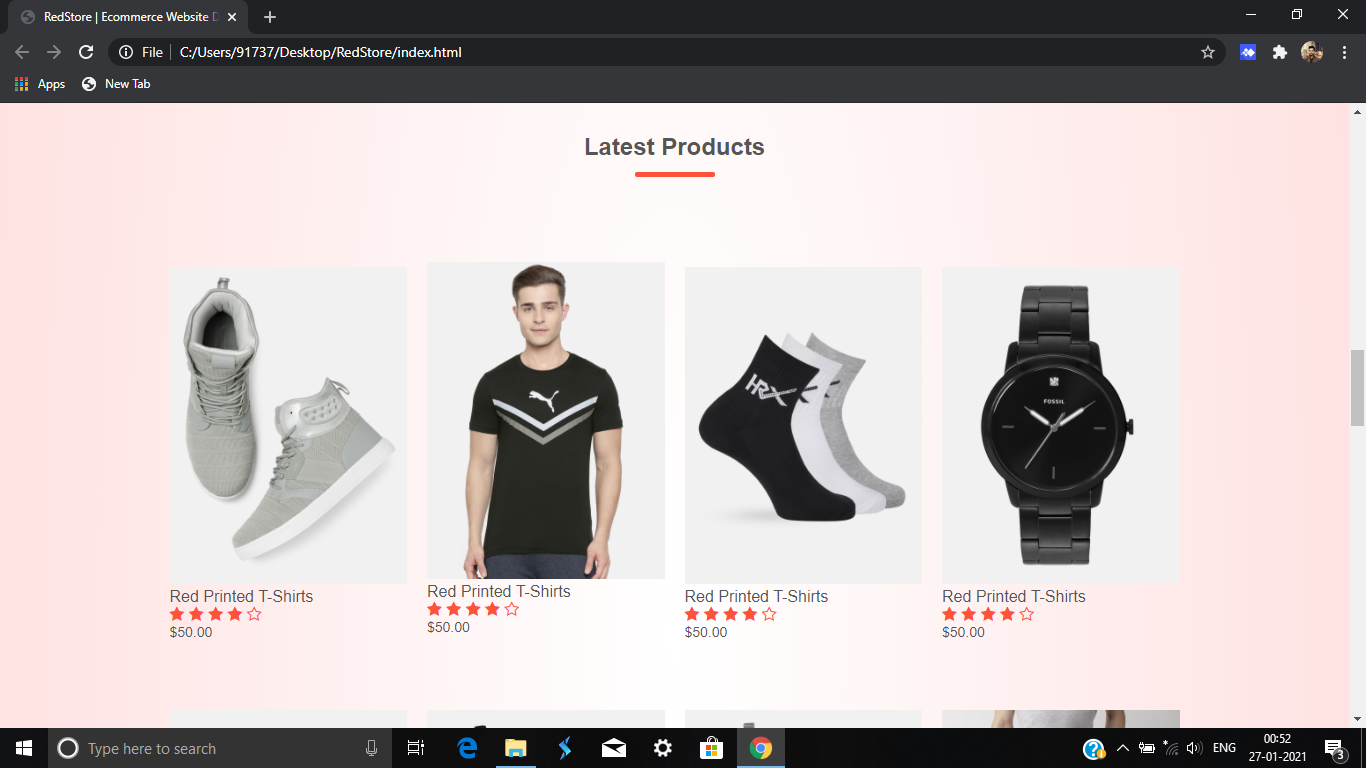 RedStore | Ecommerce Website D
File C:/Users/91737/Desktop/RedStore/index.html
Apps New Tab
Latest Products
HRX
FOSSIL
Red Printed T-Shirts
$50.00
Red Printed T-Shirts
$50.00
Red Printed T-Shirts
$50.00
Red Printed T-Shirts
$50.00
Type here to search
ENG
00:52
27-01-2021
3